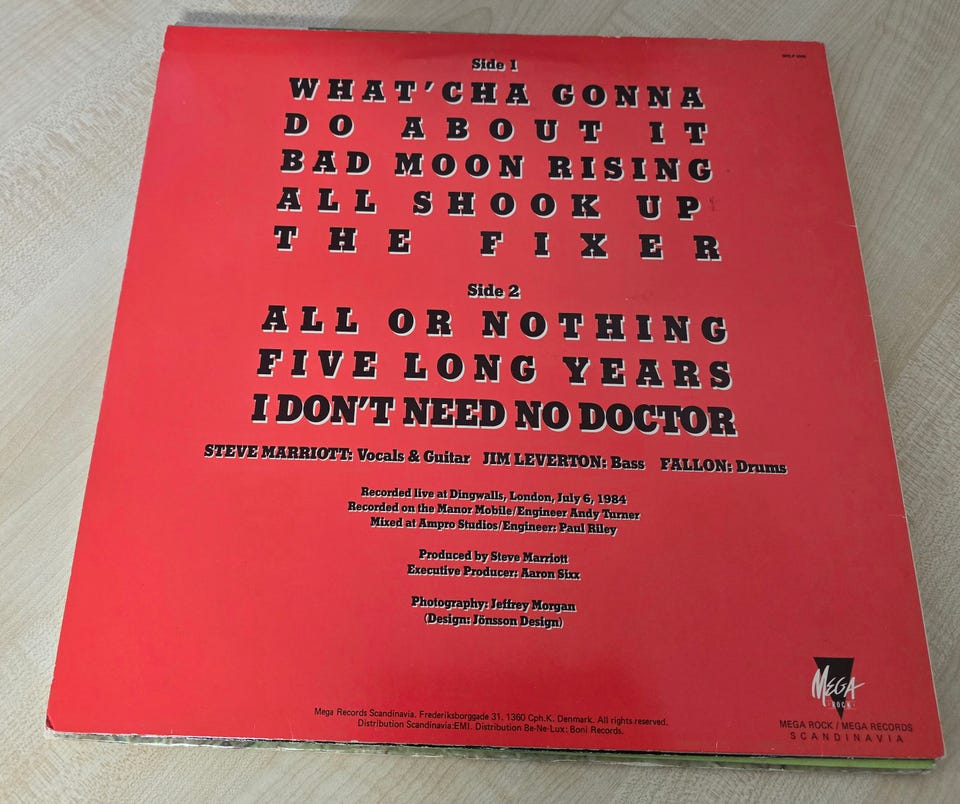 Side 1
WHAT'CHA GONNA
DO ABOUT IT
BAD MOON RISING
ALL SHOOK UP
THE FIXER
Side 2
ALL OR NOTHING
FIVE LONG YEARS
I DON'T NEED NO DOCTOR
STEVE MARRIOTT: Vocals & Guitar JIM LEVERTON: Bass FALLON: Drums
Recorded live at Dingwalls, London, July 6, 1984
Recorded on the Manor Mobile/Engineer Andy Turner
Mixed at Ampro Studios/Engineer: Paul Riley
Produced by Steve Marriott
Executive Producer: Aaron Sixx
Photography: Jeffrey Morgan
(Design: Jönsson Design)
MEGA
ROCK
Mega Records Scandinavia. Frederiksborggade 31. 1360 Cph.K. Denmark. All rights reserved.
Distribution Scandinavia:EMI. Distribution Be-Ne-Lux: Boni Records.
MEGA ROCK / MEGA RECORDS
SCANDINAVIA